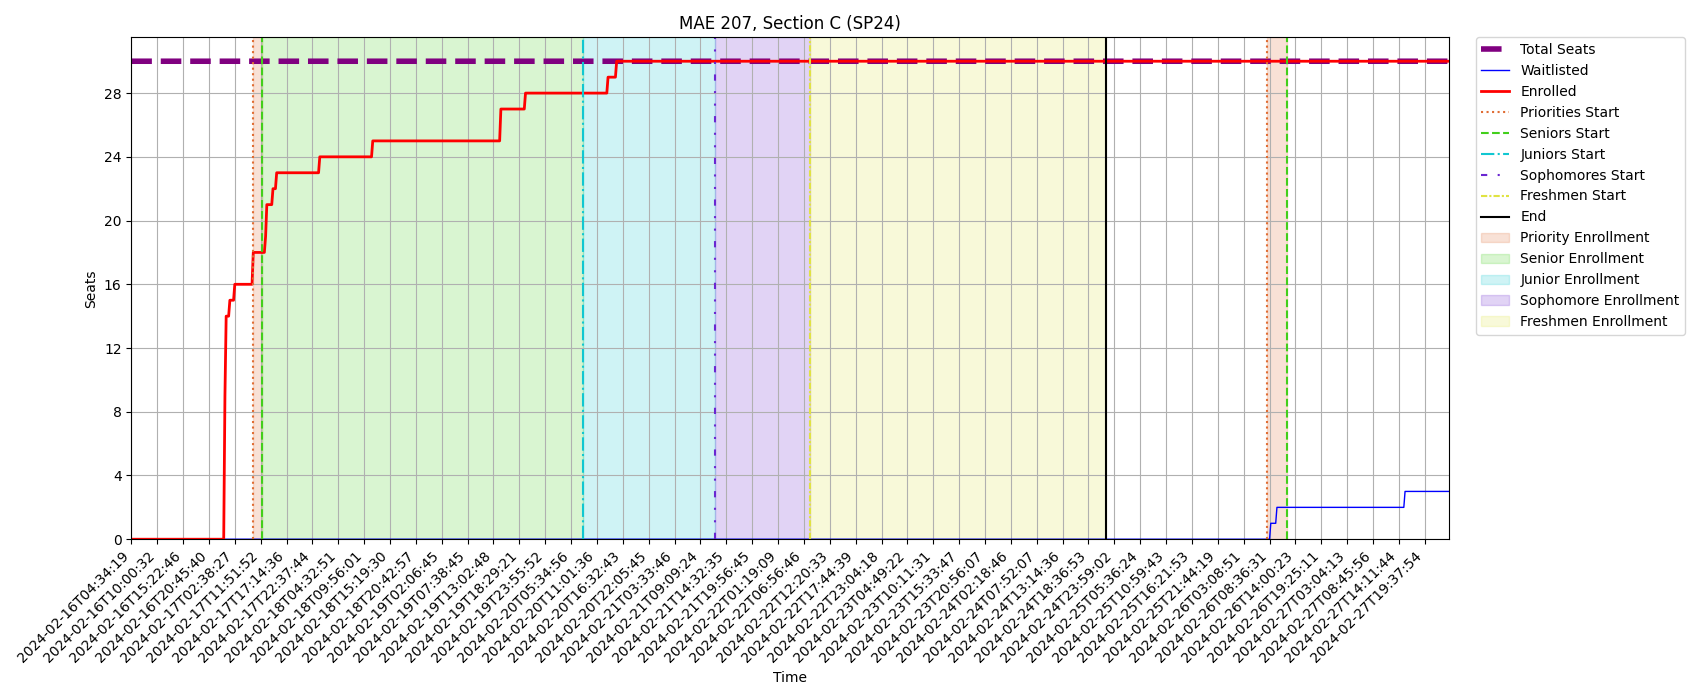 MAE 207, Section C (SP24)
Seats
28
24
20
16
12
8
4
0
2024-02-16T04:34:19
2024-02-16T10:00:32
2024-02-16T15:22:46
2024-02-16T20:45:40
2024-02-17T02:38:27
2024-02-17T11:51:52
2024-02-17T17:14:36
2024-02-17T22:37:44
2024-02-18T04:32:51
2024-02-18T09:56:01
2024-02-18T15:19:30
2024-02-18T20:42:57
2024-02-19T02:06:45
2024-02-19T07:38:45
2024-02-19T13:02:48
2024-02-19T18:29:21
2024-02-19T23:55:52
2024-02-20T05:34:56
2024-02-20T11:01:36
2024-02-20T16:32:43
2024-02-20T22:05:45
2024-02-21T03:33:46
2024-02-21T09:09:24
2024-02-21T14:32:35
2024-02-21T19:56:45
2024-02-22T01:19:09
2024-02-22T06:56:46
2024-02-22T12:20:33
2024-02-22T17:44:39
2024-02-22T23:04:18
2024-02-23T04:49:22
2024-02-23T10:11:31
2024-02-23T15:33:47
2024-02-23T20:56:07
2024-02-24T02:18:46
2024-02-24T07:52:07
2024-02-24T13:14:36
2024-02-24T18:36:53
2024-02-24T23:59:02
2024-02-25T05:36:24
2024-02-25T10:59:43
2024-02-25T16:21:53
2024-02-25T21:44:19
2024-02-26T03:08:51
2024-02-26T08:36:31
2024-02-26T14:00:23
2024-02-26T19:25:11
2024-02-27T03:04:13
2024-02-27T08:45:56
2024-02-27T14:11:44
2024-02-27T19:37:54
Time
Total Seats
Waitlisted
Enrolled
Priorities Start
Seniors Start
Juniors Start
Sophomores Start
Freshmen Start
End
Priority Enrollment
Senior Enrollment
Junior Enrollment
Sophomore Enrollment
Freshmen Enrollment